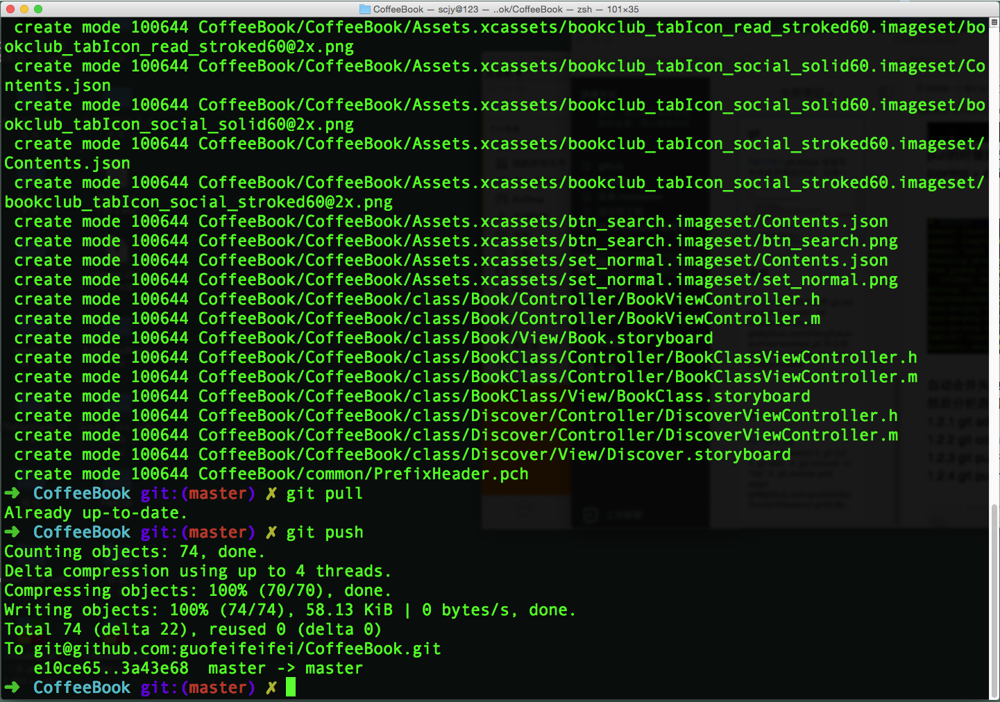 CoffeeBook — scjy@123 — ..ok/CoffeeBook — zsh — 101×35
create mode 100644 CoffeeBook/CoffeeBook/Assets.xcassets/bookclub_tabIcon_read_stroked60.imageset/bo
okclub_tabIcon_read_stroked60@2x.png
create mode 100644 CoffeeBook/CoffeeBook/Assets.xcassets/bookclub_tabIcon_social_solid60.imageset/Co
ntents.json
create mode 100644 CoffeeBook/CoffeeBook/Assets.xcassets/bookclub_tabIcon_social_solid60.imageset/bo
okclub_tabIcon_social_solid60@2x.png
create mode 100644 CoffeeBook/CoffeeBook/Assets.xcassets/bookclub_tabIcon_social_stroked60.imageset/
Contents.json
create mode 100644 CoffeeBook/CoffeeBook/Assets.xcassets/bookclub_tabIcon_social_stroked60.imageset/
bookclub_tabIcon_social_stroked60@2x.png
create mode 100644 CoffeeBook/CoffeeBook/Assets.xcassets/btn_search.imageset/Contents.json
create mode 100644 CoffeeBook/CoffeeBook/Assets.xcassets/btn_search.imageset/btn_search.png
create mode 100644 CoffeeBook/CoffeeBook/Assets.xcassets/set_normal.imageset/Contents.json
create mode 100644 CoffeeBook/CoffeeBook/Assets.xcassets/set_normal.imageset/set_normal.png
create mode 100644 CoffeeBook/CoffeeBook/class/Book/Controller/BookViewController.h
create mode 100644 CoffeeBook/CoffeeBook/class/Book/Controller/BookViewController.m
create mode 100644 CoffeeBook/CoffeeBook/class/Book/View/Book.storyboard
create mode 100644 CoffeeBook/CoffeeBook/class/BookClass/Controller/BookClassViewController.h
create mode 100644 CoffeeBook/CoffeeBook/class/BookClass/Controller/BookClassViewController.m
create mode 100644 CoffeeBook/CoffeeBook/class/BookClass/View/BookClass.storyboard
create mode 100644 CoffeeBook/CoffeeBook/class/Discover/Controller/DiscoverViewController.h
create mode 100644 CoffeeBook/CoffeeBook/class/Discover/Controller/DiscoverViewController.m
create mode 100644 CoffeeBook/CoffeeBook/class/Discover/View/Discover.storyboard
create mode 100644 CoffeeBook/common/PrefixHeader.pch
➜ CoffeeBook git:(master) ✗ git pull
Already up-to-date.
➜ CoffeeBook git:(master) ✗ git push
Counting objects: 74, done.
Delta compression using up to 4 threads.
Compressing objects: 100% (70/70), done.
Writing objects: 100% (74/74), 58.13 KiB | 0 bytes/s, done.
Total 74 (delta 22), reused 0 (delta 0)
To git@github.com:guofeifeifei/CoffeeBook.git
e10ce65..3a43e68 master -> master
➜ CoffeeBook git:(master) ✗